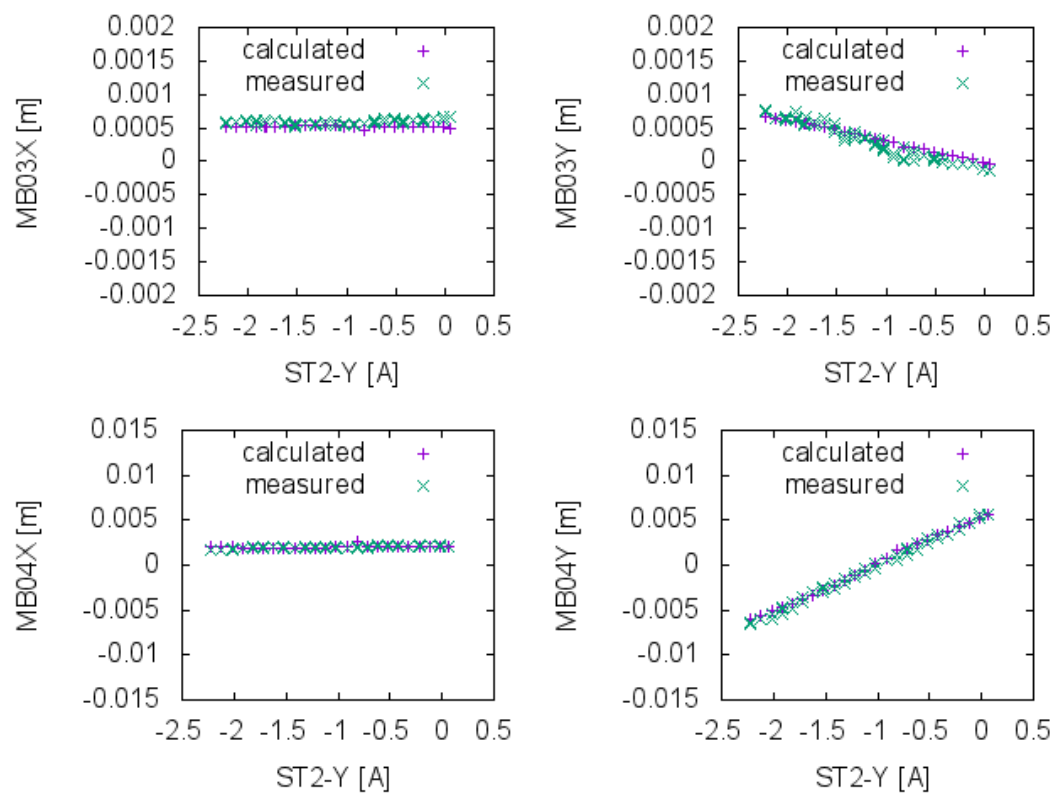 0.002
0.0015
0.001
0.0005
0
-0.0005
-0.001
-0.0015
-0.002
MB03X [m]
calculated
measured
-2.5 -2 -1.5 -1 -0.5 0 0.5
ST2-Y [A]
0.002
0.0015
0.001
0.0005
0
-0.0005
-0.001
-0.0015
-0.002
MB03Y [m]
calculated
measured
-2.5 -2 -1.5 -1 -0.5 0 0.5
ST2-Y [A]
0.015
0.01
0.005
0
-0.005
-0.01
-0.015
MB04X [m]
calculated
measured
-2.5 -2 -1.5 -1 -0.5 0 0.5
ST2-Y [A]
0.015
0.01
0.005
0
-0.005
-0.01
-0.015
MB04Y [m]
calculated
measured
-2.5 -2 -1.5 -1 -0.5 0 0.5
ST2-Y [A]